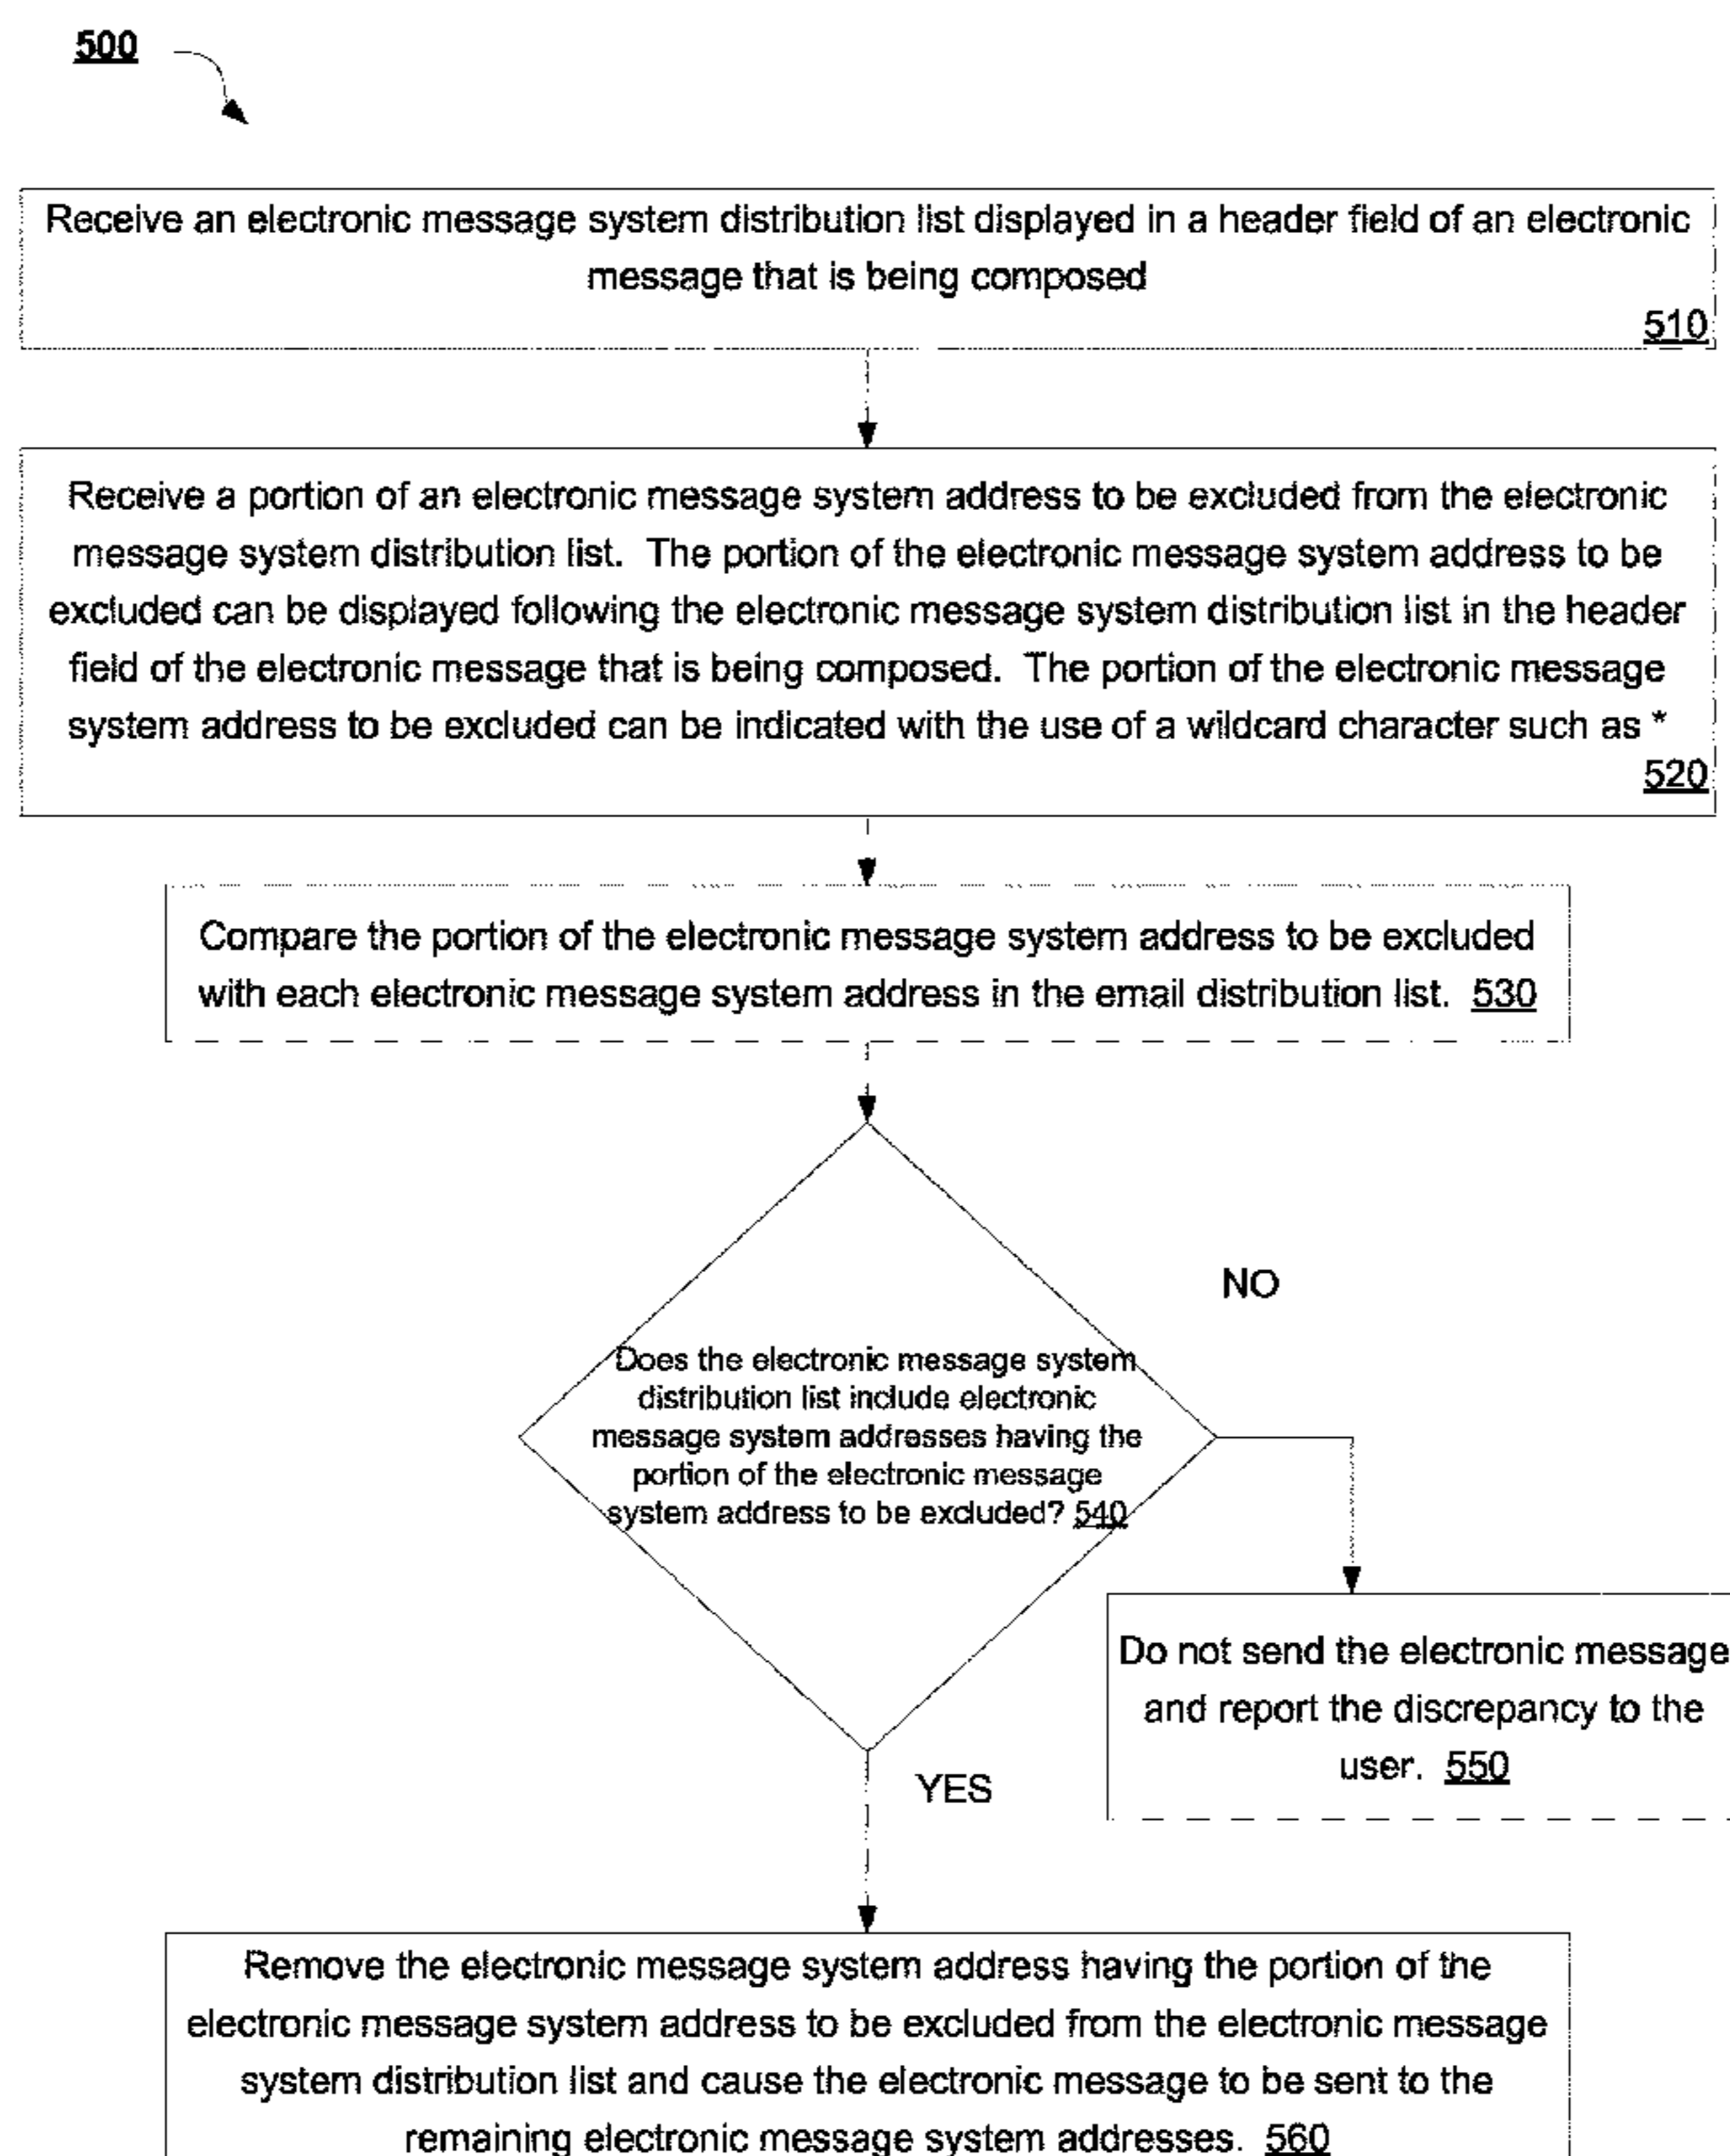 500
Receive an electronic message system distribution list displayed in a header field of an electronic
message that is being composed
510
Receive a portion of an electronic message system address to be excluded from the electronic
message system distribution list. The portion of the electronic message system address to be
excluded can be displayed following the electronic message system distribution list in the header
field of the electronic message that is being composed. The portion of the electronic message
system address to be excluded can be indicated with the use of a wildcard character such as *
520
Compare the portion of the electronic message system address to be excluded
with each electronic message system address in the email distribution list. 530
NO
Does the electronic message system
distribution list include electronic
message system addresses having the
portion of the electronic message
system address to be excluded? 540
Do not send the electronic message
and report the discrepancy to the
user. 550
YES
Remove the electronic message system address having the portion of the
electronic message system address to be excluded from the electronic message
system distribution list and cause the electronic message to be sent to the
remaining electronic message system addresses. 560